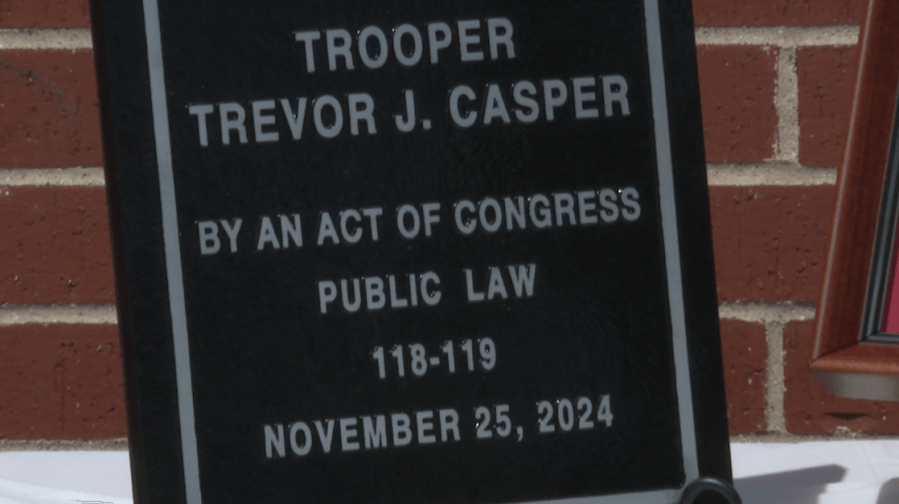 TROOPER
TREVOR J. CASPER
BY AN ACT OF CONGRESS
PUBLIC LAW
118-119
NOVEMBER 25, 2024